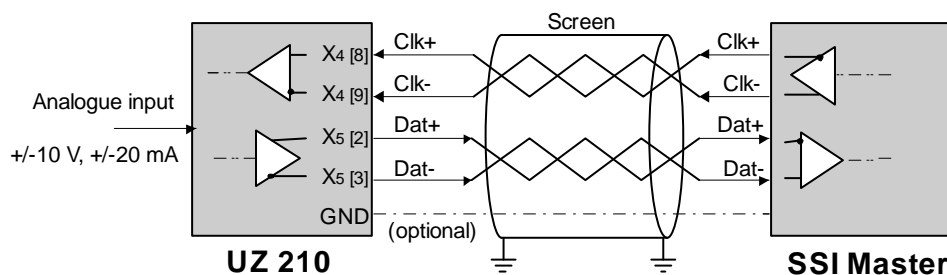 Screen
X4 [8]
Clk+
Clk+
X4 [9]
Clk-
Clk-
Analogue input
+/-10 V, +/-20 mA
X5 [2]
Dat+
Dat+
X5 [3]
Dat-
Dat-
GND
(optional)
UZ 210
SSI Master